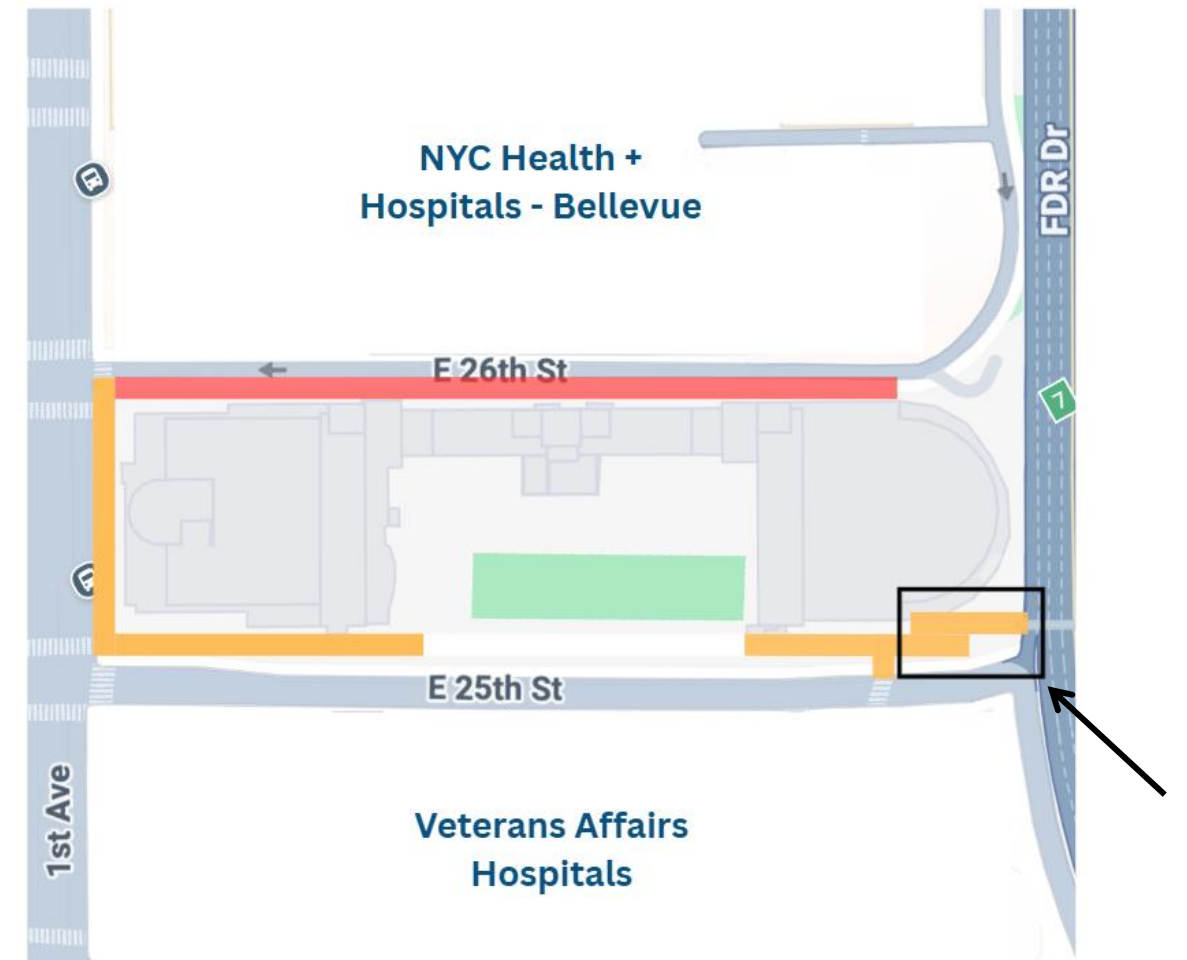 NYC Health +
Hospitals - Bellevue
FDR Dr
E 26th St
7
E 25th St
1st Ave
Veterans Affairs
Hospitals